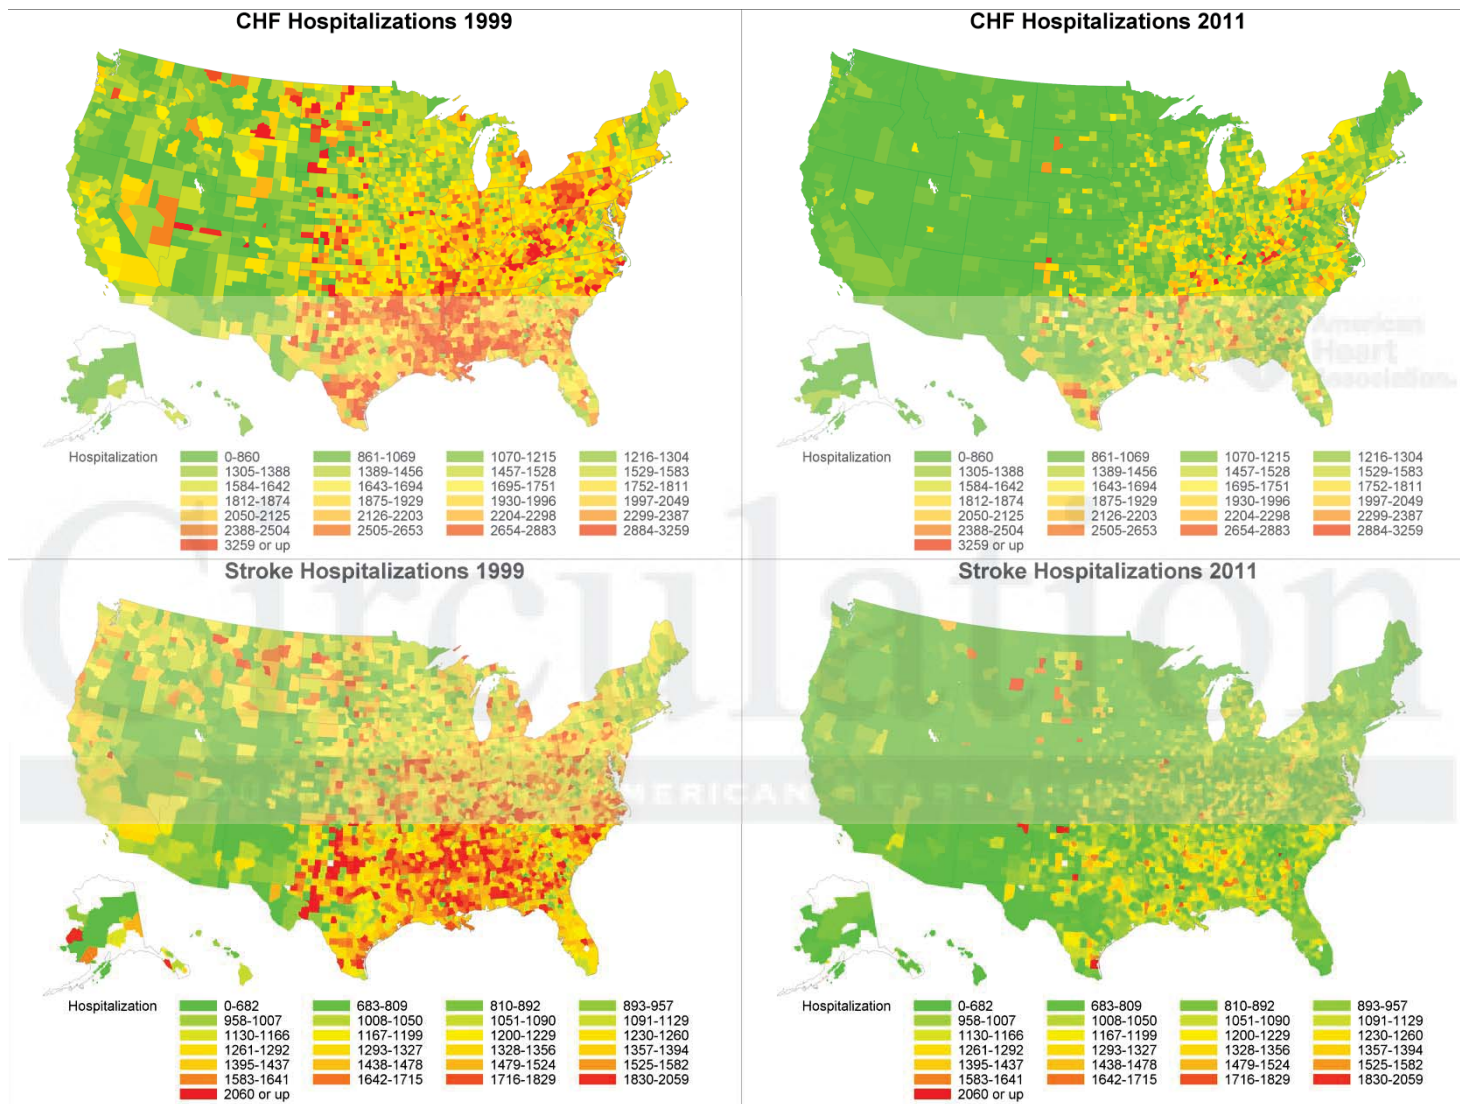 CHF Hospitalizations 1999
CHF Hospitalizations 2011
American
Heart
Association
Hospitalization
0-860 861-1069 1070-1215 1216-1304
1305-1388 1389-1456 1457-1528 1529-1583
1584-1642 1643-1694 1695-1751 1752-1811
1812-1874 1875-1929 1930-1996 1997-2049
2050-2125 2126-2203 2204-2298 2299-2387
2388-2504 2505-2653 2654-2883 2884-3259
3259 or up
Hospitalization
0-860 861-1069 1070-1215 1216-1304
1305-1388 1389-1456 1457-1528 1529-1583
1584-1642 1643-1694 1695-1751 1752-1811
1812-1874 1875-1929 1930-1996 1997-2049
2050-2125 2126-2203 2204-2298 2299-2387
2388-2504 2505-2653 2654-2883 2884-3259
3259 or up
Circulation
Stroke Hospitalizations 1999
Stroke Hospitalizations 2011
AMERICAN HEART
Hospitalization
0-682 683-809 810-892 893-957
958-1007 1008-1050 1051-1090 1091-1129
1130-1166 1167-1199 1200-1229 1230-1260
1261-1292 1293-1327 1328-1356 1357-1394
1395-1437 1438-1478 1479-1524 1525-1582
1583-1641 1642-1715 1716-1829 1830-2059
2060 or up
Hospitalization
0-682 683-809 810-892 893-957
958-1007 1008-1050 1051-1090 1091-1129
1130-1166 1167-1199 1200-1229 1230-1260
1261-1292 1293-1327 1328-1356 1357-1394
1395-1437 1438-1478 1479-1524 1525-1582
1583-1641 1642-1715 1716-1829 1830-2059
2060 or up